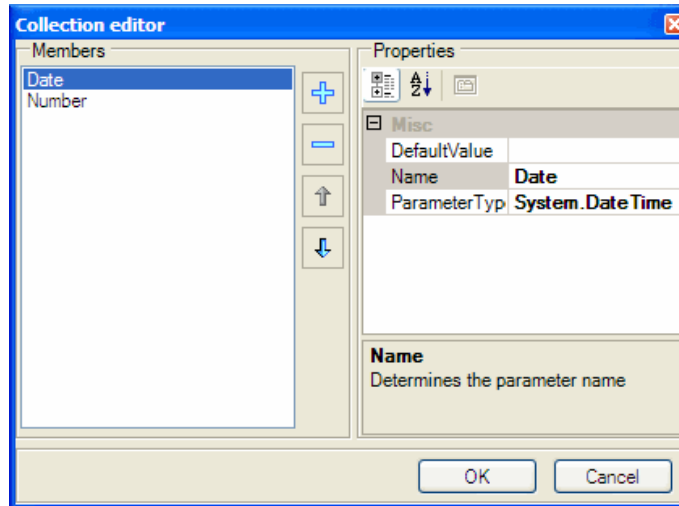 Collection editor
Members
Date
Number
Properties
Misc
DefaultValue
Name Date
ParameterTyp System.DateTime
Name
Determines the parameter name
OK Cancel